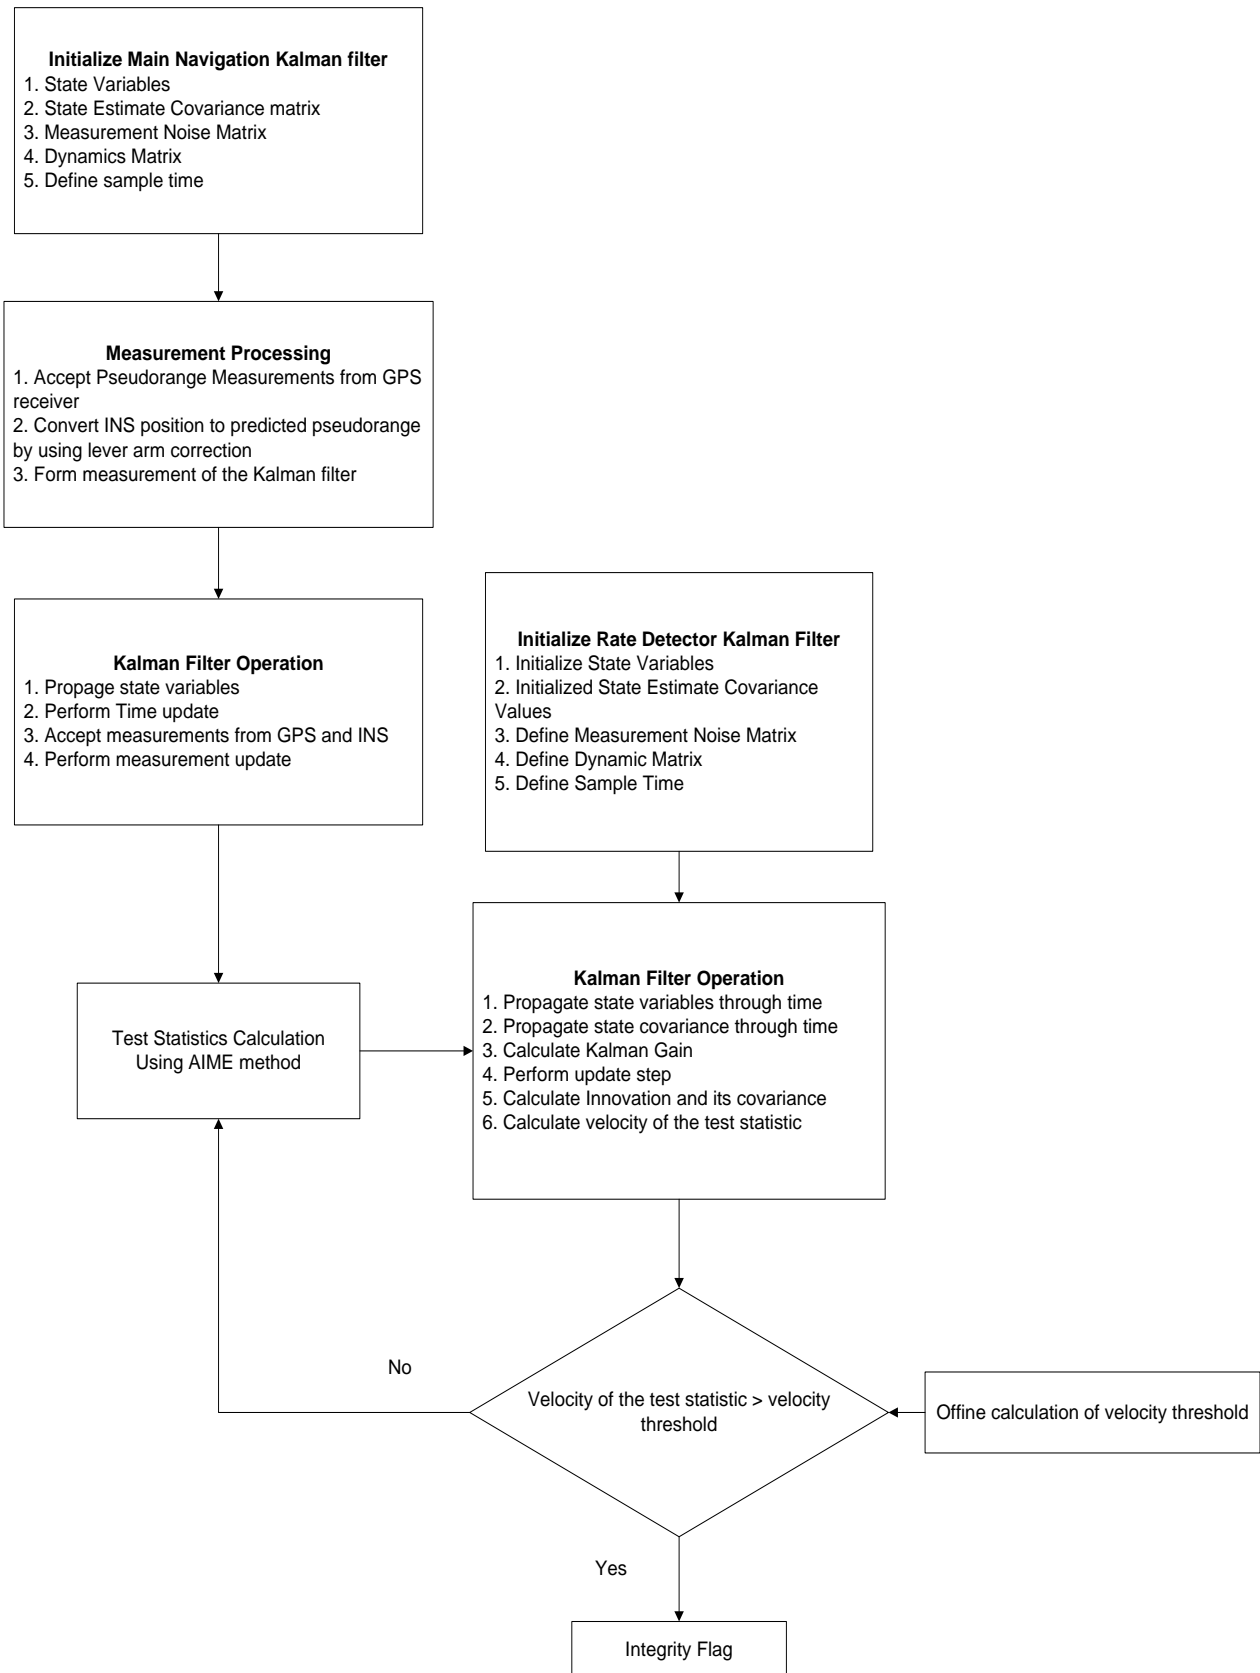 Initialize Main Navigation Kalman filter
1. State Variables
2. State Estimate Covariance matrix
3. Measurement Noise Matrix
4. Dynamics Matrix
5. Define sample time
Measurement Processing
1. Accept Pseudorange Measurements from GPS
receiver
2. Convert INS position to predicted pseudorange
by using lever arm correction
3. Form measurement of the Kalman filter
Kalman Filter Operation
1. Propage state variables
2. Perform Time update
3. Accept measurements from GPS and INS
4. Perform measurement update
Initialize Rate Detector Kalman Filter
1. Initialize State Variables
2. Initialized State Estimate Covariance
Values
3. Define Measurement Noise Matrix
4. Define Dynamic Matrix
5. Define Sample Time
Test Statistics Calculation
Using AIME method
Kalman Filter Operation
1. Propagate state variables through time
2. Propagate state covariance through time
3. Calculate Kalman Gain
4. Perform update step
5. Calculate Innovation and its covariance
6. Calculate velocity of the test statistic
No
Velocity of the test statistic > velocity
threshold
Offine calculation of velocity threshold
Yes
Integrity Flag